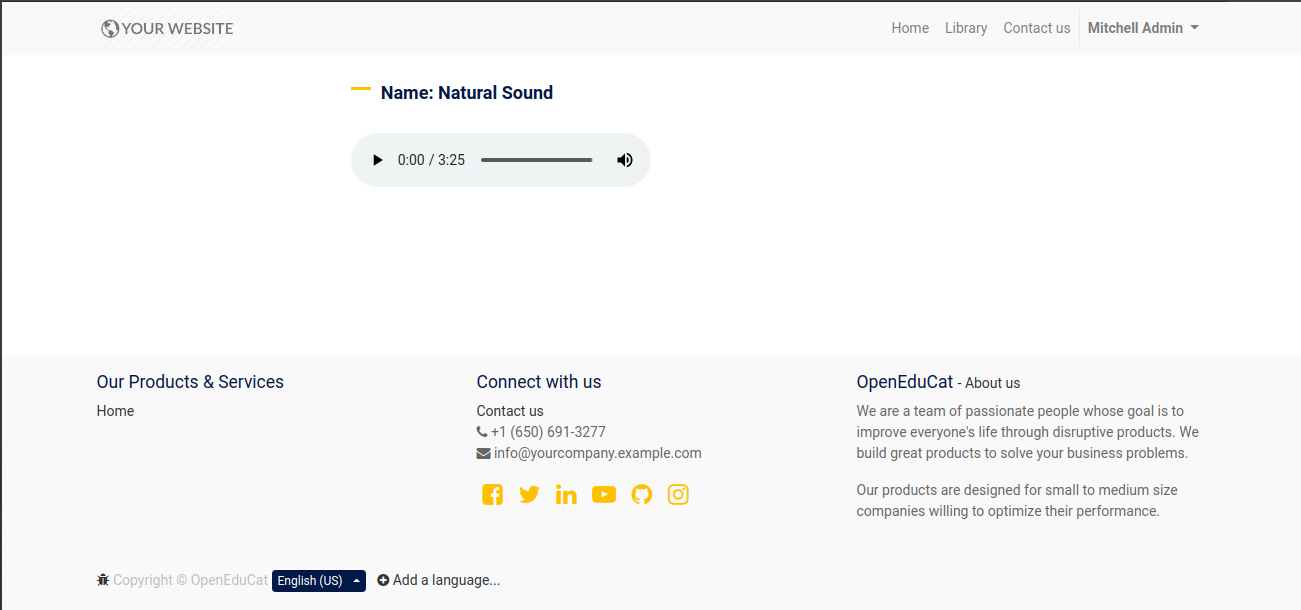 YOUR WEBSITE
Home Library Contact us Mitchell Admin
Name: Natural Sound
0:00 / 3:25
Our Products & Services
Home
Connect with us
Contact us
+1 (650) 691-3277
info@yourcompany.example.com
OpenEduCat - About us
We are a team of passionate people whose goal is to
improve everyone's life through disruptive products. We
build great products to solve your business problems.
Our products are designed for small to medium size
companies willing to optimize their performance.
Copyright © OpenEduCat English (US) Add a language...